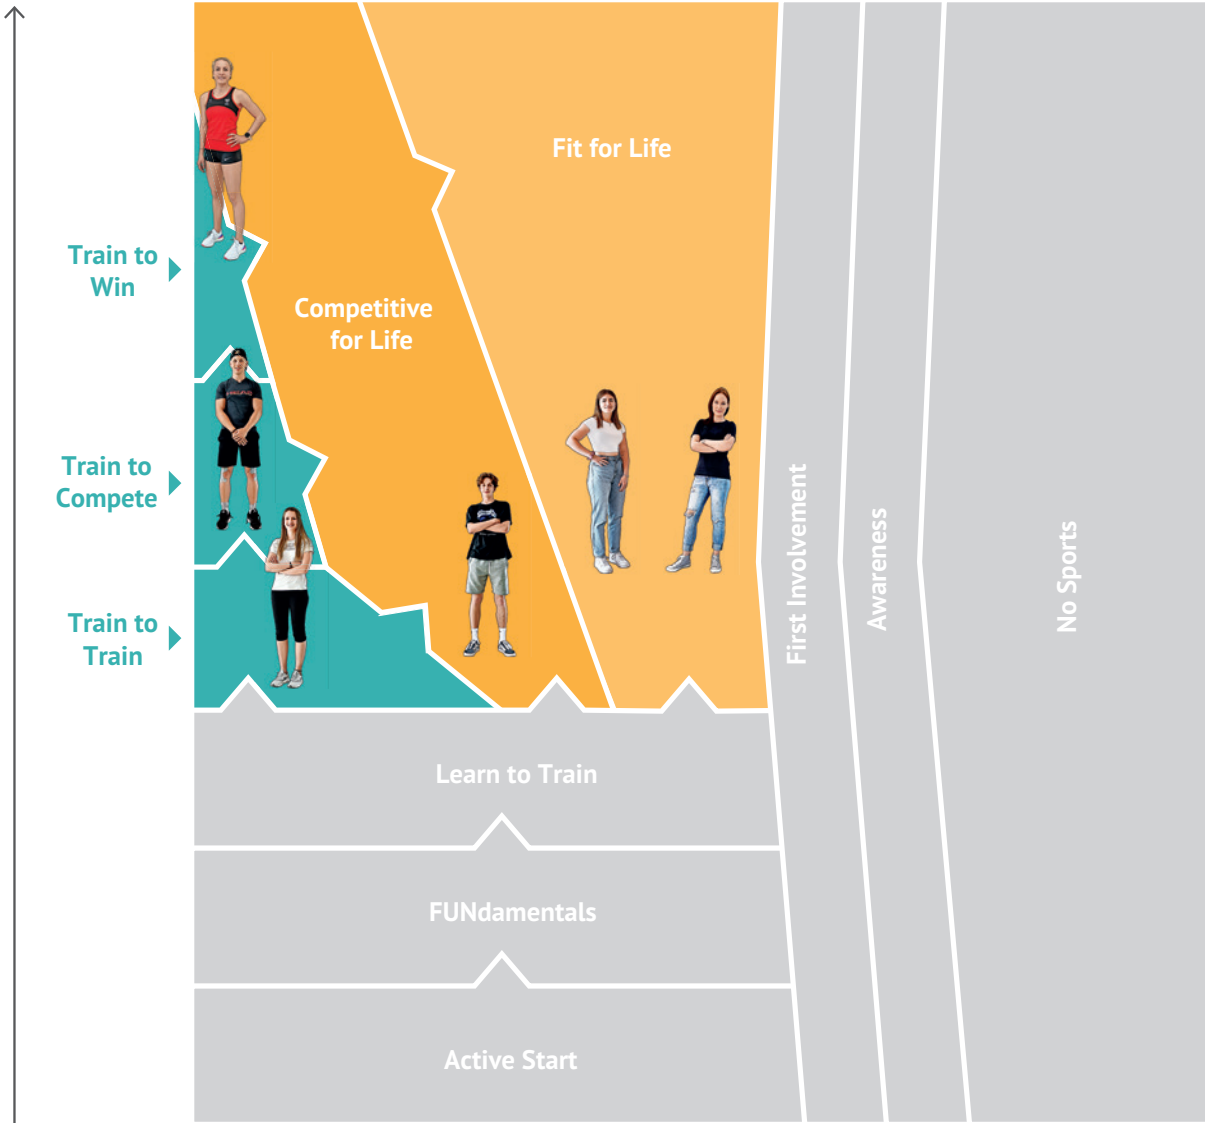 Fit for Life
Train to
Win
Competitive
for Life
Train to
Compete
Train to
Train
First Involvement
Awareness
No Sports
Learn to Train
FUNdamentals
Active Start